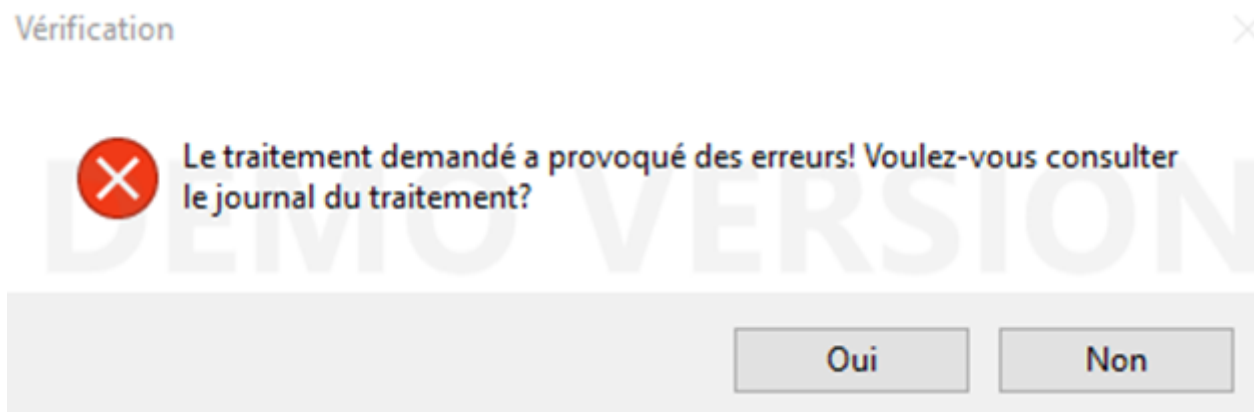 Vérification
Le traitement demandé a provoqué des erreurs! Voulez-vous consulter
le journal du traitement?
DEMO VERSION
Oui
Non